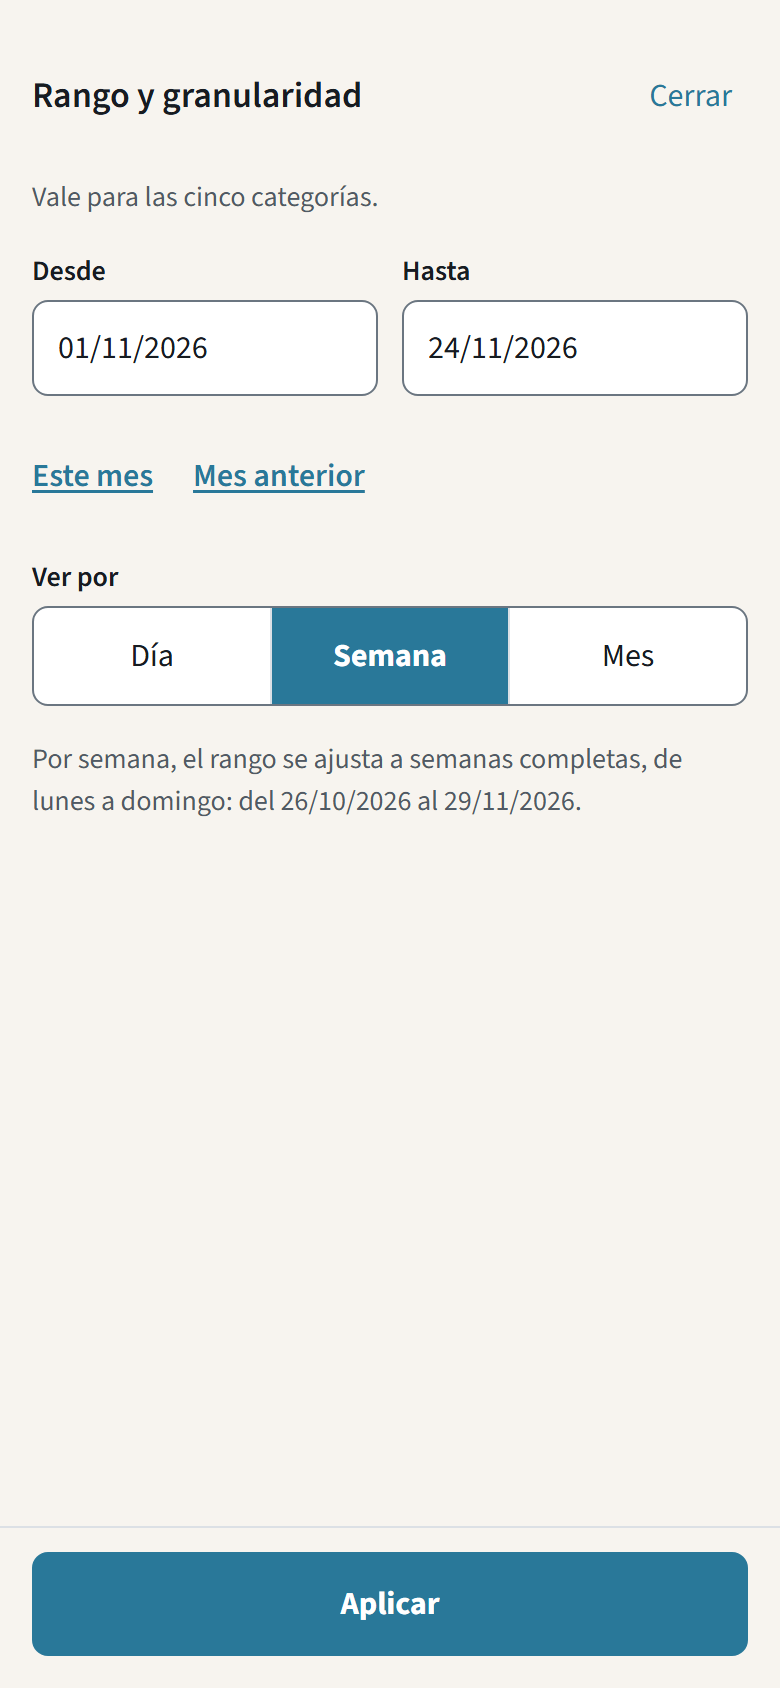 Rango y granularidad
Cerrar
Vale para las cinco categorías.
Desde
Hasta
01/11/2026
24/11/2026
Este mes
Mes anterior
Ver por
Día
Semana
Mes
Por semana, el rango se ajusta a semanas completas, de
lunes a domingo: del 26/10/2026 al 29/11/2026.
Aplicar